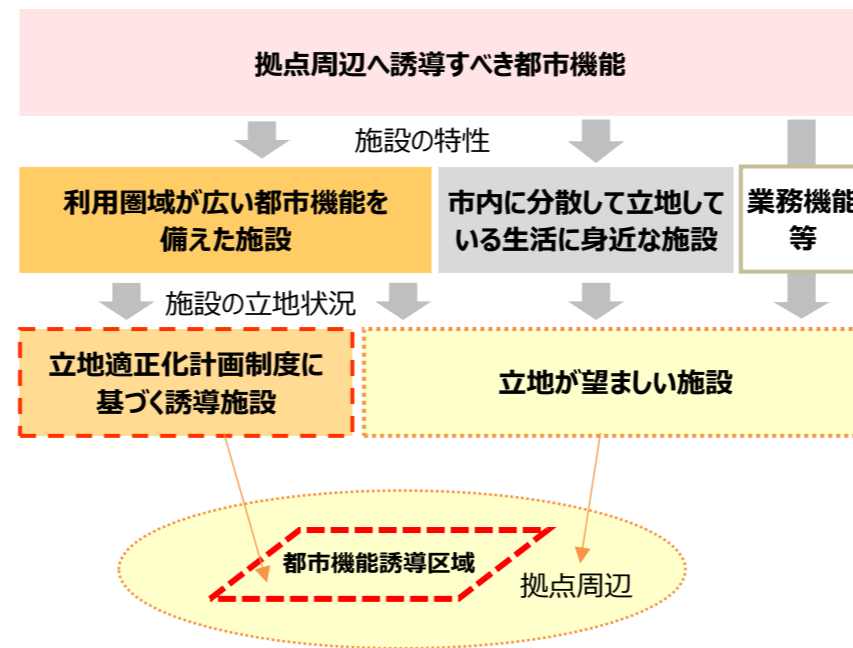 拠点周辺へ誘導すべき都市機能
施設の特性
利用圏域が広い都市機能を
備えた施設
市内に分散して立地して
いる生活に身近な施設
業務機能
等
施設の立地状況
立地適正化計画制度に
基づく誘導施設
立地が望ましい施設
都市機能誘導区域
拠点周辺